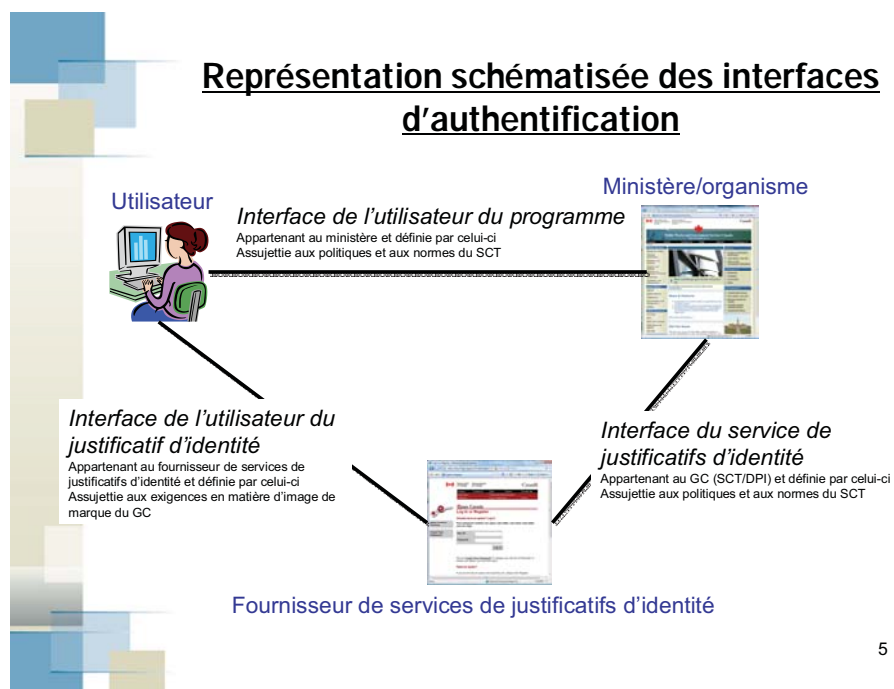 Représentation schématisée des interfaces
d'authentification
Utilisateur
Ministère/organisme
Interface de l'utilisateur du programme
Appartenant au ministère et définie par celui-ci
Assujettie aux politiques et aux normes du SCT
Interface de l'utilisateur du
justificatif d'identité
Appartenant au fournisseur de services de
justificatifs d'identité et définie par celui-ci
Assujettie aux exigences en matière d'image de
marque du GC
Interface du service de
justificatifs d'identité
Appartenant au GC (SCT/DPI) et définie par celui-ci
Assujettie aux politiques et aux normes du SCT
Canada
Fournisseur de services de justificatifs d'identité
5